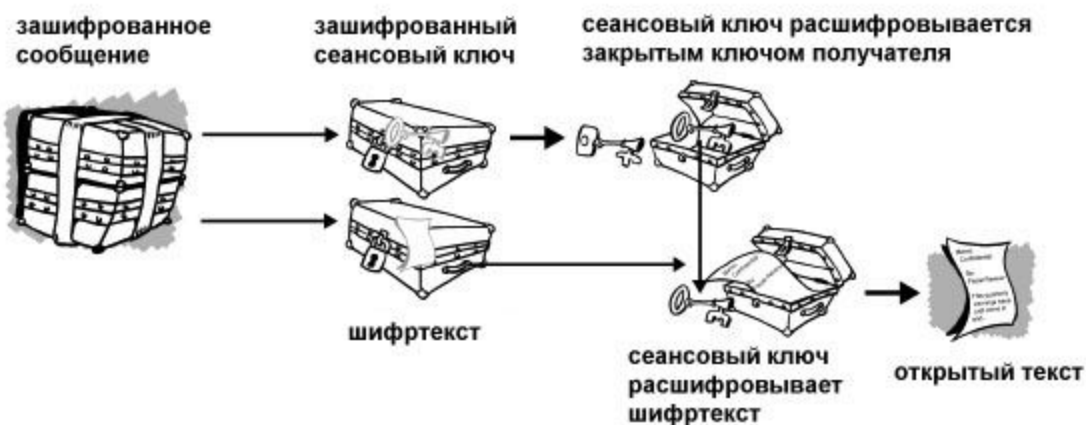 зашифрованное
сообщение
зашифрованный
сеансовый ключ
сеансовый ключ расшифровывается
закрытым ключом получателя
шифртекст
сеансовый ключ
расшифровывает
шифртекст
открытый текст